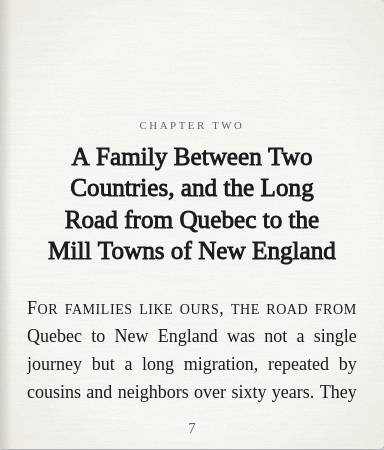 CHAPTER TWO
A Family Between Two
Countries, and the Long
Road from Quebec to the
Mill Towns of New England
FOR FAMILIES LIKE OURS, THE ROAD FROM
Quebec to New England was not a single
journey but a long migration, repeated by
cousins and neighbors over sixty years. They
7